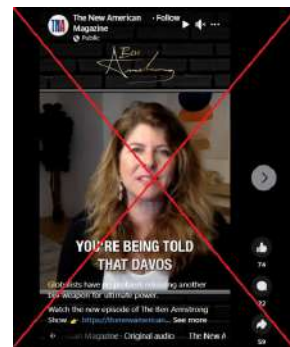 The New American · Follow
Magazine
Public
Ben
Armstrong
YOU'RE BEING TOLD
THAT DAVOS
Globalists have no problem releasing another
bio-weapon for ultimate power.
Watch the new episode of The Ben Armstrong
Show. 👉 https://thenewamerican... See more
Magazine · Original audio The New A
74
22
59